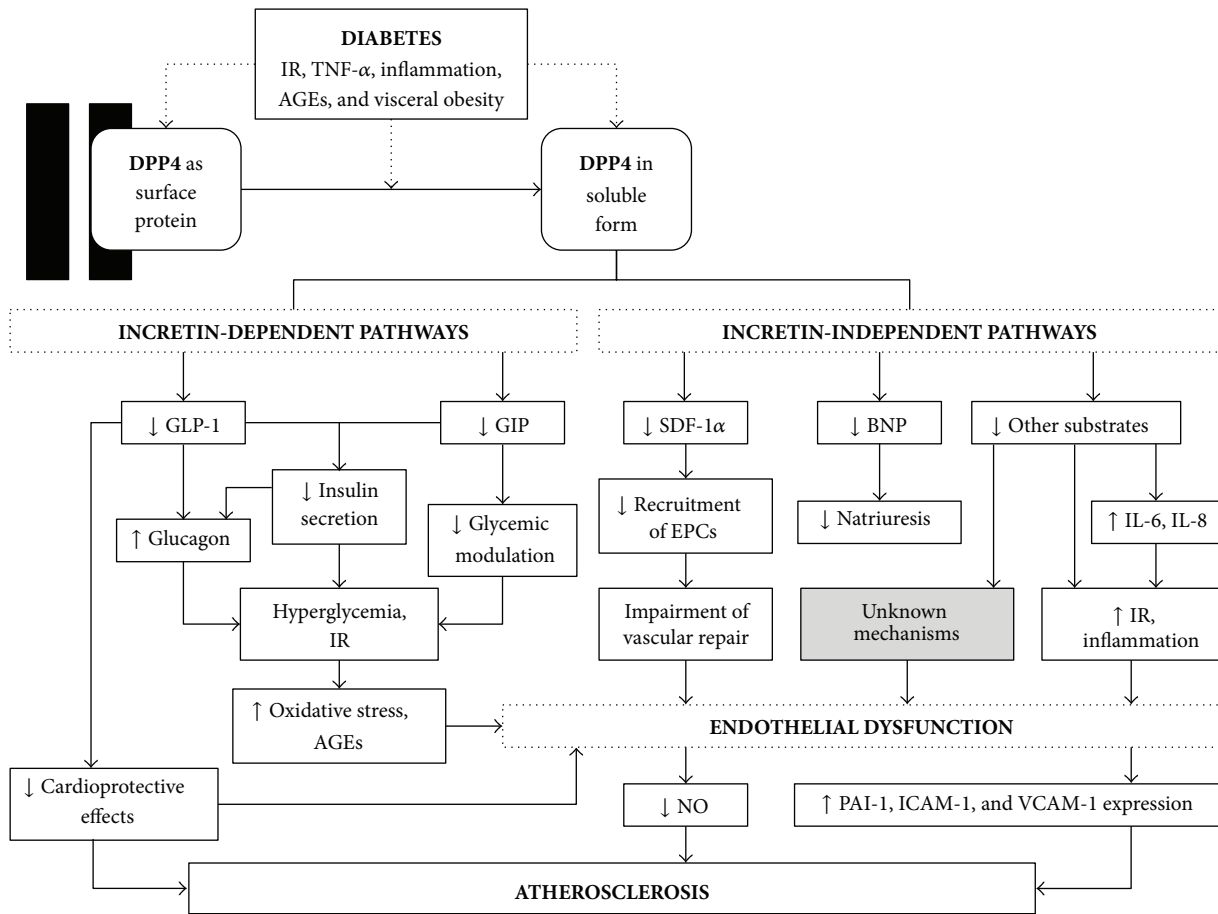 DIABETES
IR, TNF-α, inflammation,
AGEs, and visceral obesity
DPP4 as
surface
protein
DPP4 in
soluble
form
INCRETIN-DEPENDENT PATHWAYS
INCRETIN-INDEPENDENT PATHWAYS
↓ GLP-1
↓ GIP
↓ SDF-1α
↓ BNP
↓ Other substrates
↓ Insulin
secretion
↑ Glucagon
↓ Glycemic
modulation
↓ Recruitment
of EPCs
↓ Natriuresis
↑ IL-6, IL-8
Hyperglycemia,
IR
Impairment of
vascular repair
Unknown
mechanisms
↑ IR,
inflammation
↑ Oxidative stress,
AGEs
ENDOTHELIAL DYSFUNCTION
↓ Cardioprotective
effects
↓ NO
↑ PAI-1, ICAM-1, and VCAM-1 expression
ATHEROSCLEROSIS